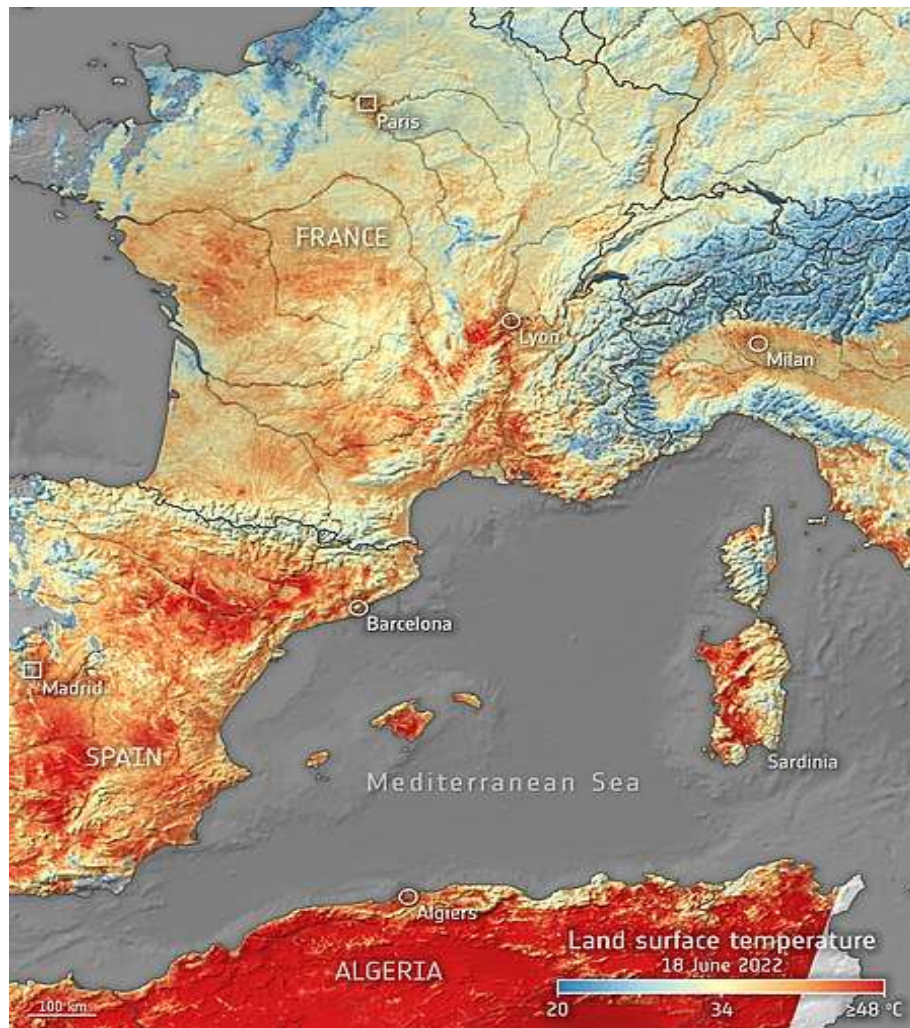 Paris
FRANCE
Lyon
Milan
Barcelona
Madrid
SPAIN
Sardinia
Mediterranean Sea
Algiers
ALGERIA
Land surface temperature
18 June 2022
20 34 ≥48 °C
100 km